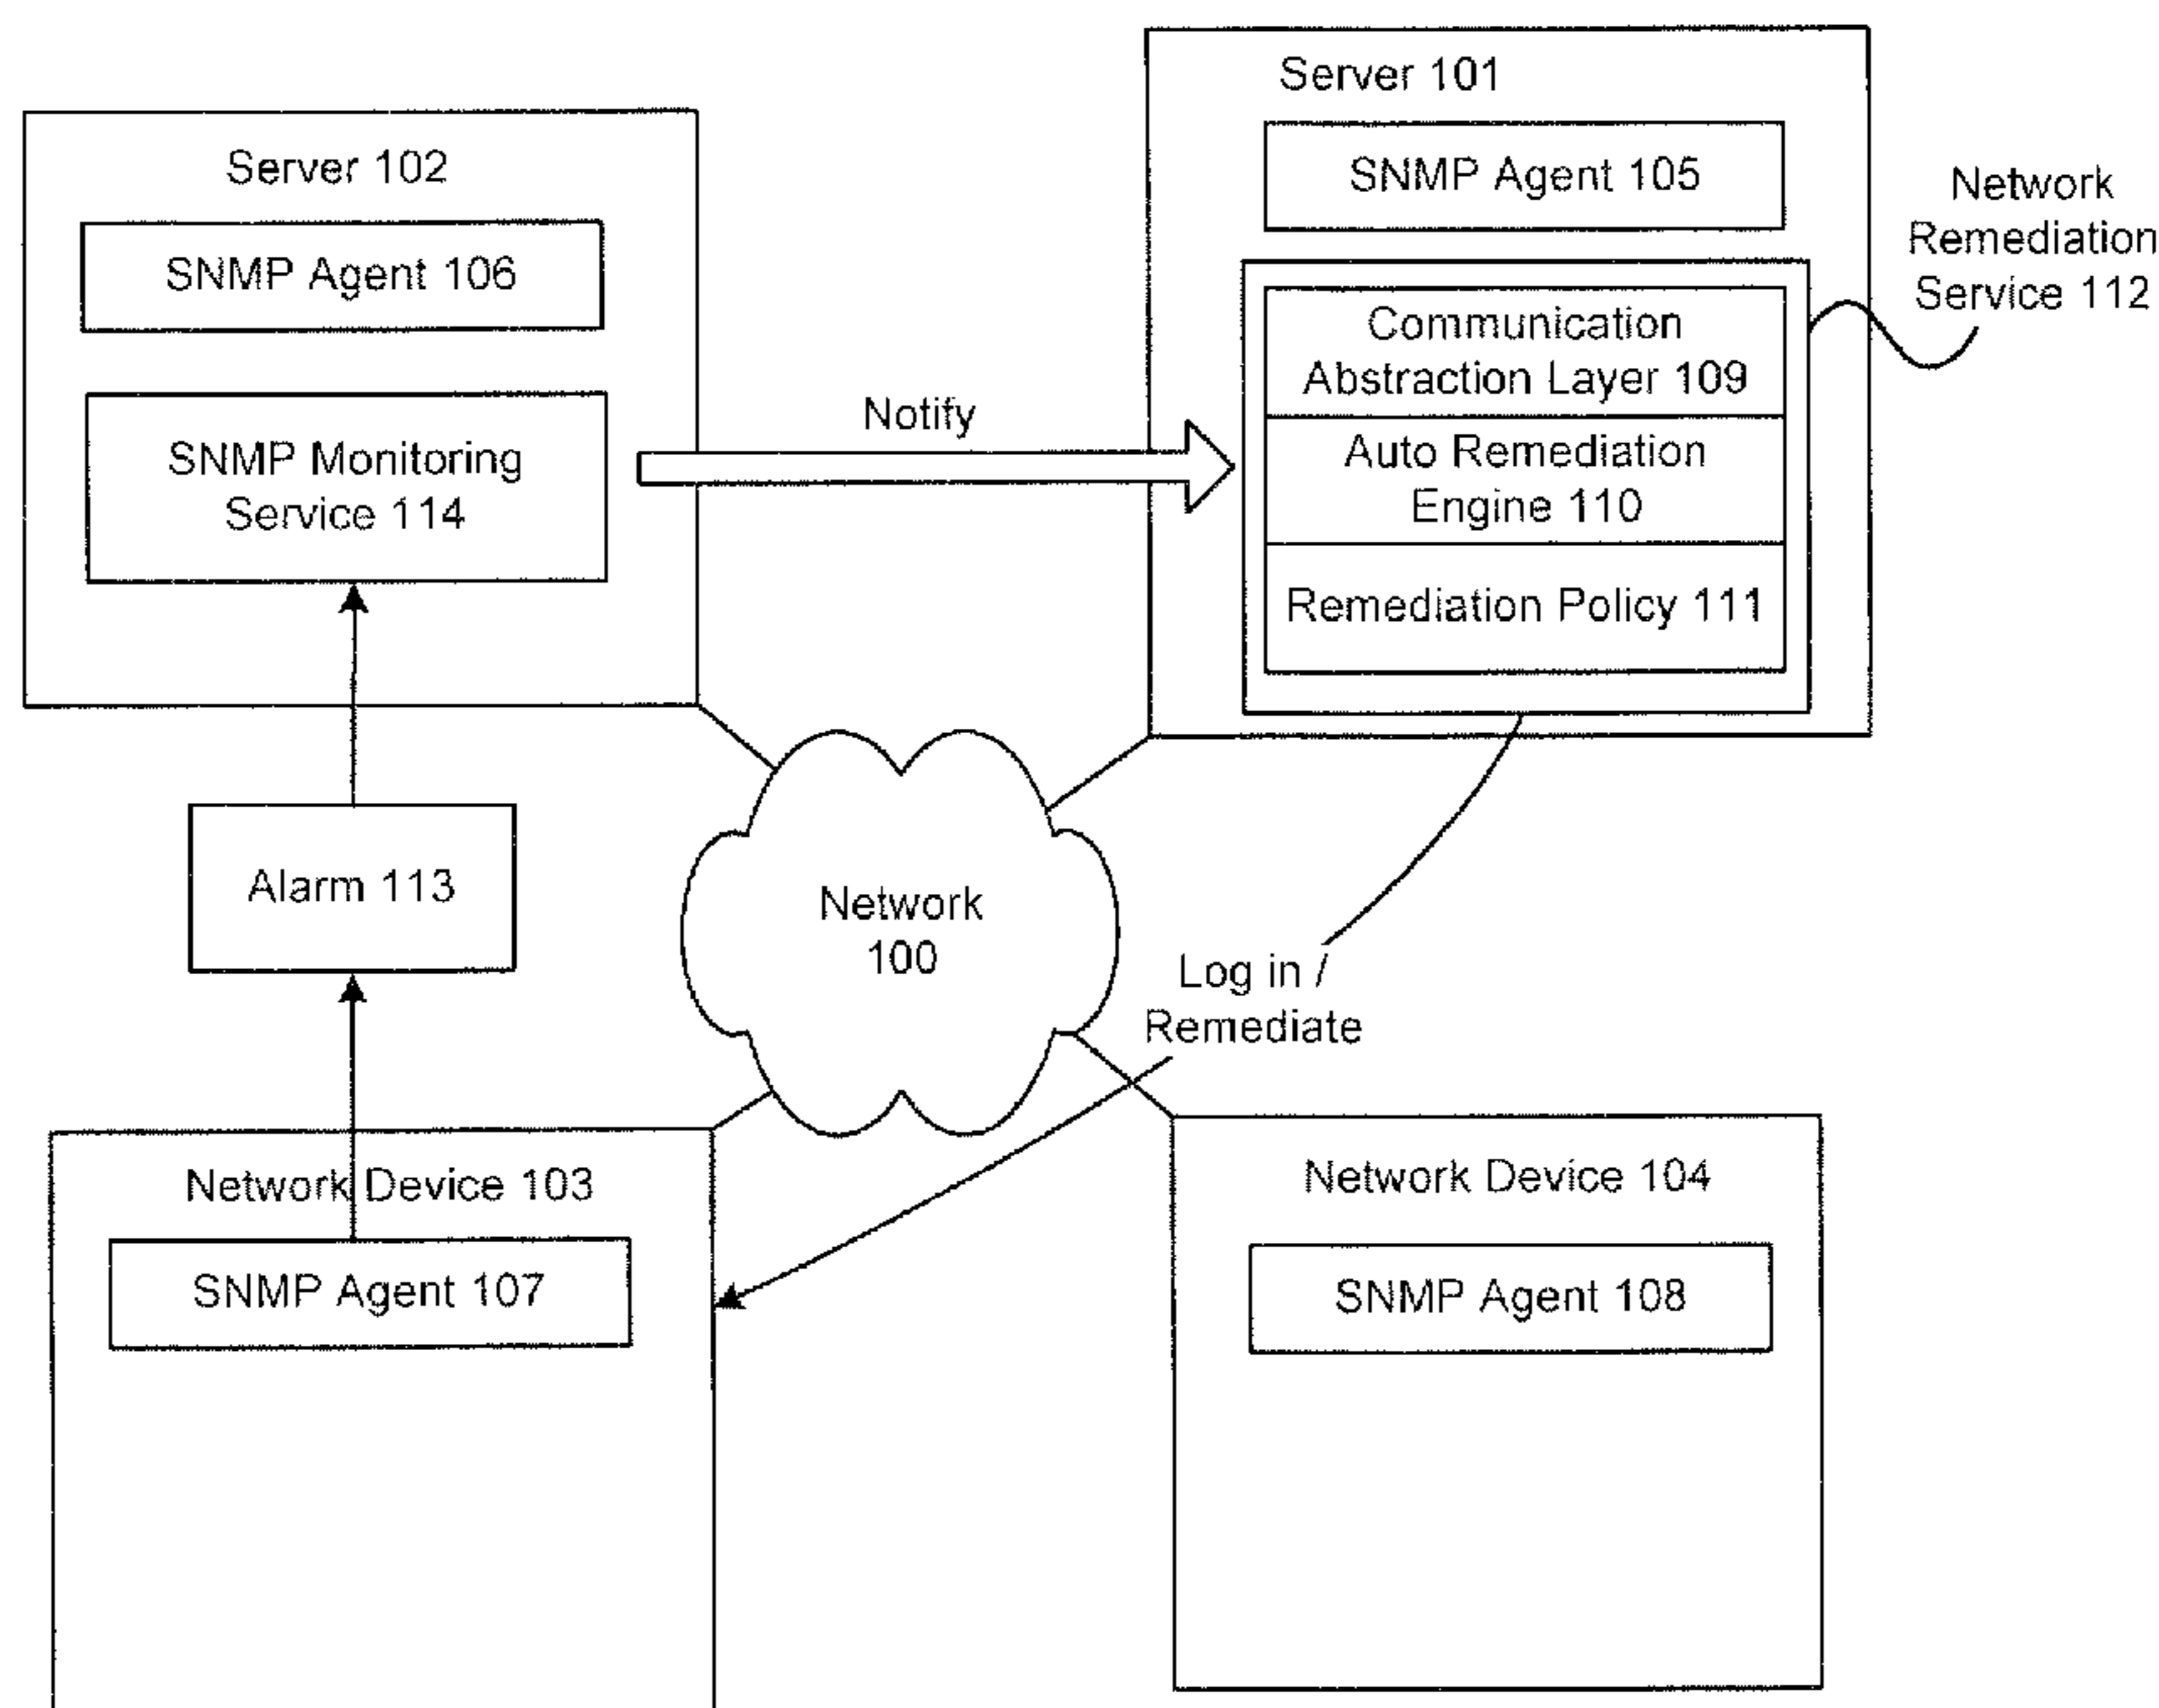 Server 102
SNMP Agent 106
SNMP Monitoring
Service 114
Notify
Server 101
SNMP Agent 105
Communication
Abstraction Layer 109
Auto Remediation
Engine 110
Remediation Policy 111
Network
Remediation
Service 112
Alarm 113
Network
100
Log in /
Remediate
Network Device 103
SNMP Agent 107
Network Device 104
SNMP Agent 108